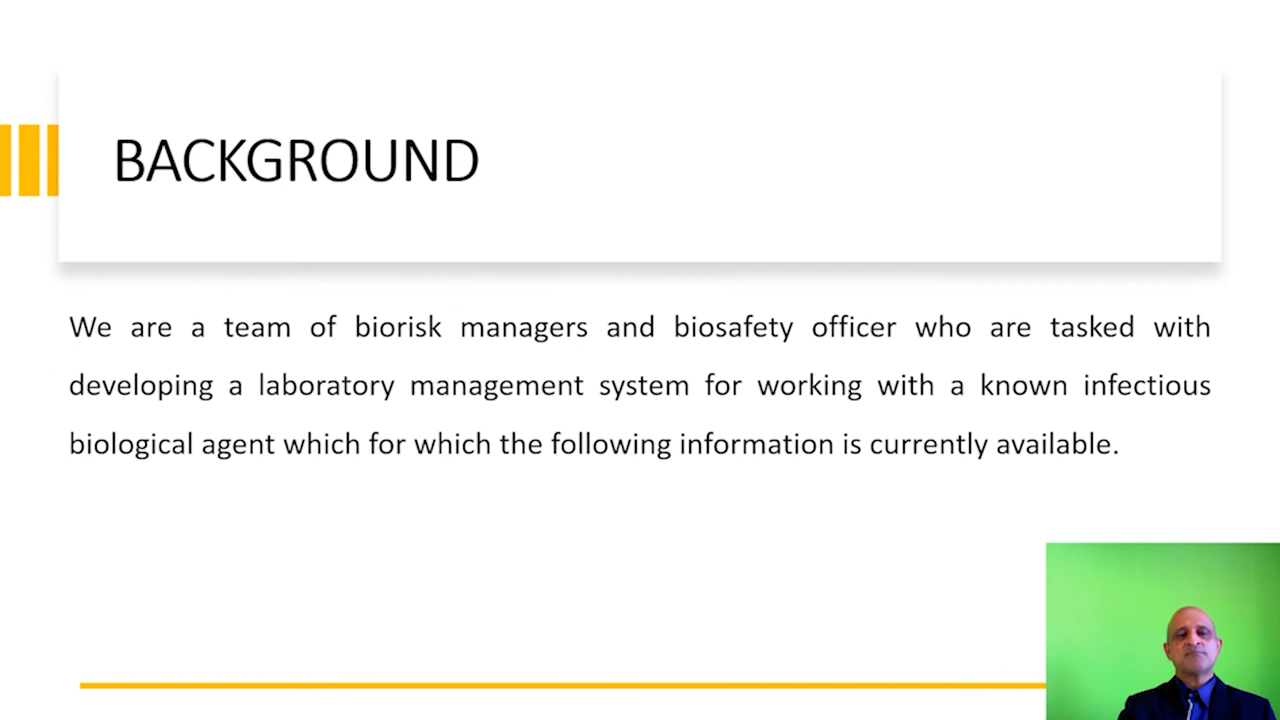 BACKGROUND
We are a team of biorisk managers and biosafety officer who are tasked with
developing a laboratory management system for working with a known infectious
biological agent which for which the following information is currently available.